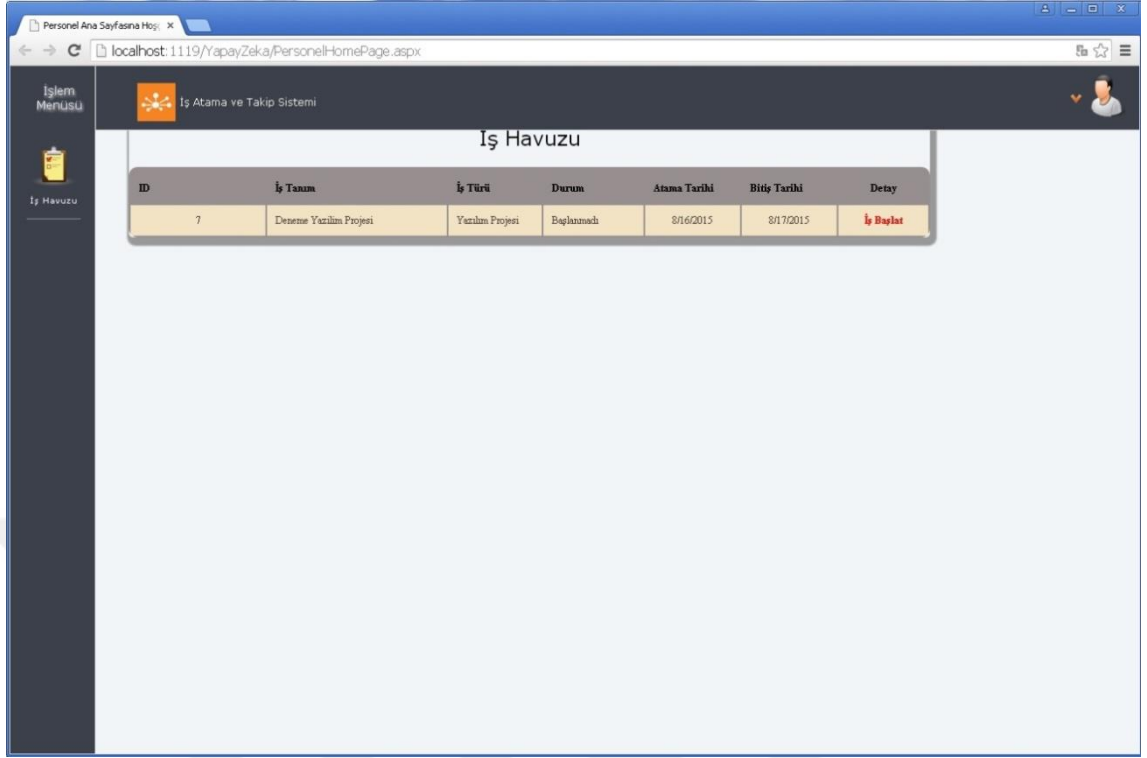 Personel Ana Sayfasına Hoş
localhost:1119/YapayZeka/PersonelHomePage.aspx
İşlem
Menüsü
İş Atama ve Takip Sistemi
İş Havuzu
İş Havuzu
ID İş Tanım İş Türü Durum Atama Tarihi Bitiş Tarihi Detay
7 Deneme Yazilim Projesi Yazılım Projesi Başlanmadı 8/16/2015 8/17/2015 İş Başlat